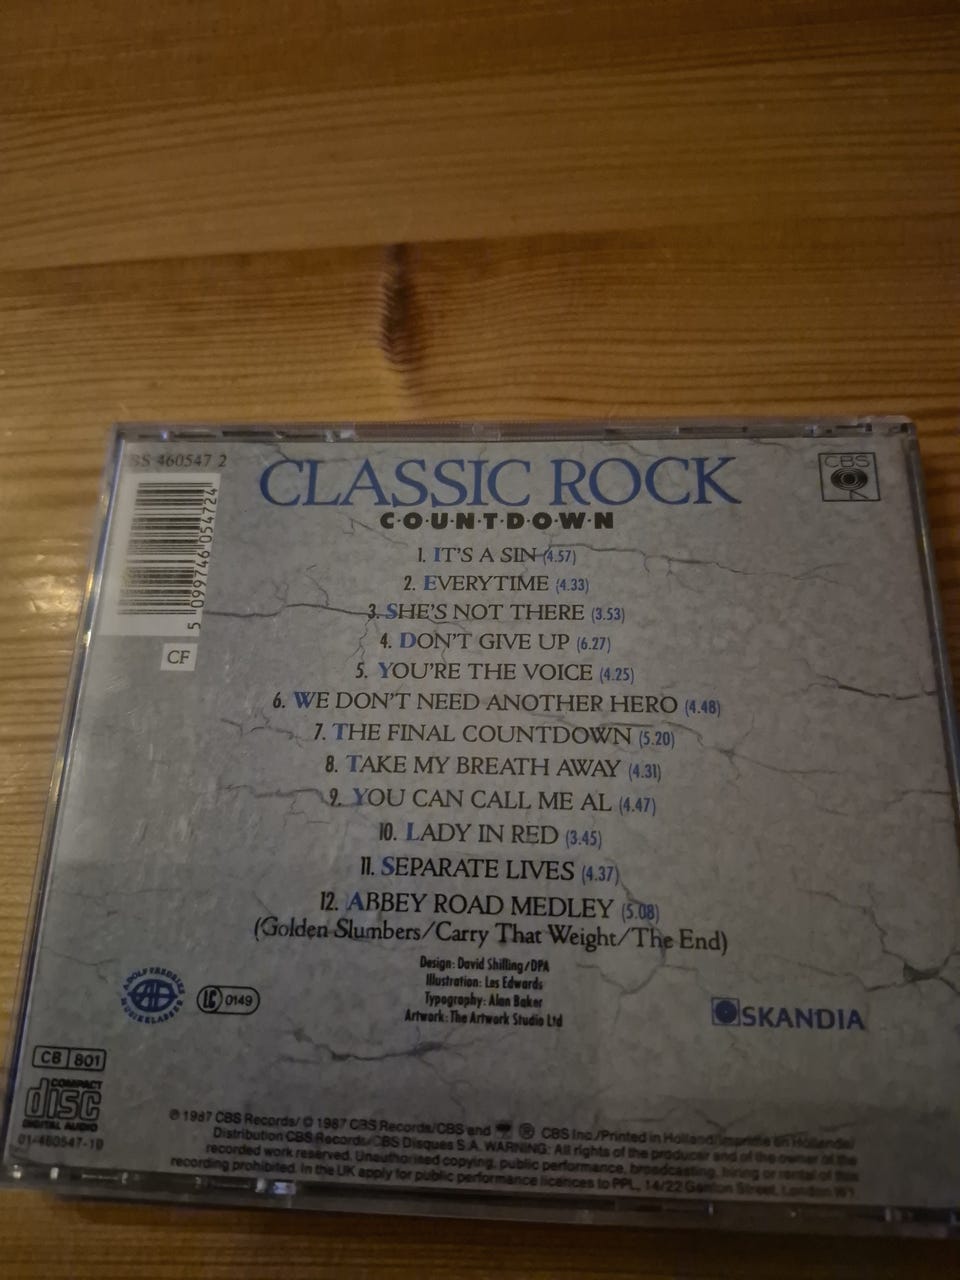 BS 460547 2
CLASSIC ROCK
C·O·U·N·T·D·O·W·N
CBS
5 099746 054724
CF
1. IT'S A SIN (4.57)
2. EVERYTIME (4.33)
3. SHE'S NOT THERE (3.53)
4. DON'T GIVE UP (6.27)
5. YOU'RE THE VOICE (4.25)
6. WE DON'T NEED ANOTHER HERO (4.48)
7. THE FINAL COUNTDOWN (5.20)
8. TAKE MY BREATH AWAY (4.31)
9. YOU CAN CALL ME AL (4.47)
10. LADY IN RED (3.45)
11. SEPARATE LIVES (4.37)
12. ABBEY ROAD MEDLEY (5.08)
(Golden Slumbers/Carry That Weight/The End)
Design: David Shilling/DPA
Illustration: Les Edwards
Typography: Alan Baker
Artwork: The Artwork Studio Ltd
LC 0149
SKANDIA
CB 801
COMPACT
disc
DIGITAL AUDIO
01-460547-10
℗ 1987 CBS Records/ © 1987 CBS Records/CBS and ® CBS Inc./Printed in Holland/Imprimé en Hollande/
Distribution CBS Records/CBS Disques S.A. WARNING: All rights of the producer and of the owner of the
recorded work reserved. Unauthorised copying, public performance, broadcasting, hiring or rental of this
recording prohibited. In the UK apply for public performance licences to PPL, 14/22 Ganton Street, London W1